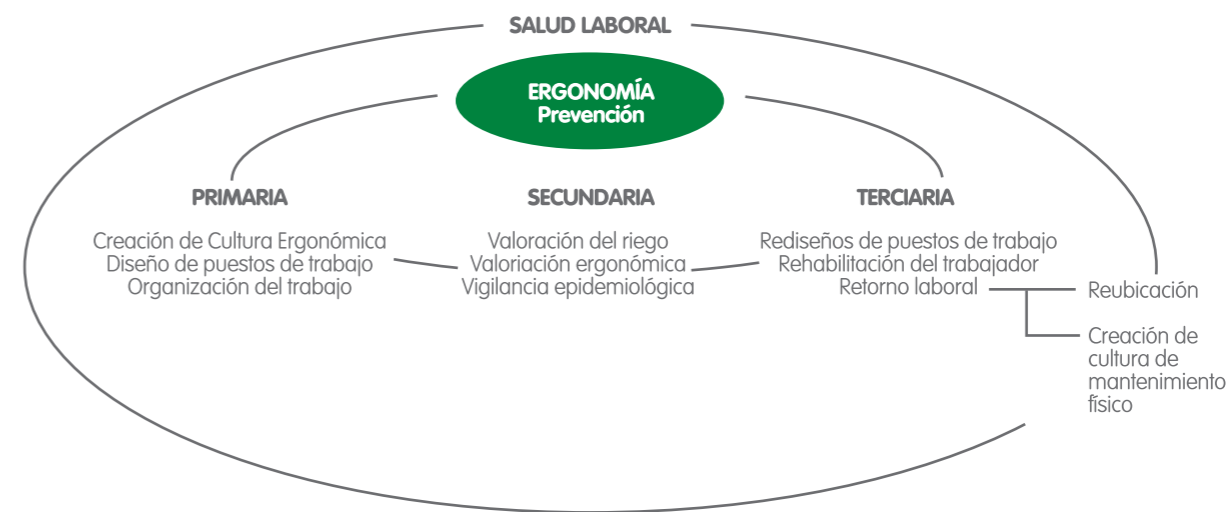 SALUD LABORAL
ERGONOMÍA
Prevención
PRIMARIA
Creación de Cultura Ergonómica
Diseño de puestos de trabajo
Organización del trabajo
SECUNDARIA
Valoración del riego
Valoriación ergonómica
Vigilancia epidemiológica
TERCIARIA
Rediseños de puestos de trabajo
Rehabilitación del trabajador
Retorno laboral
Reubicación
Creación de
cultura de
mantenimiento
físico